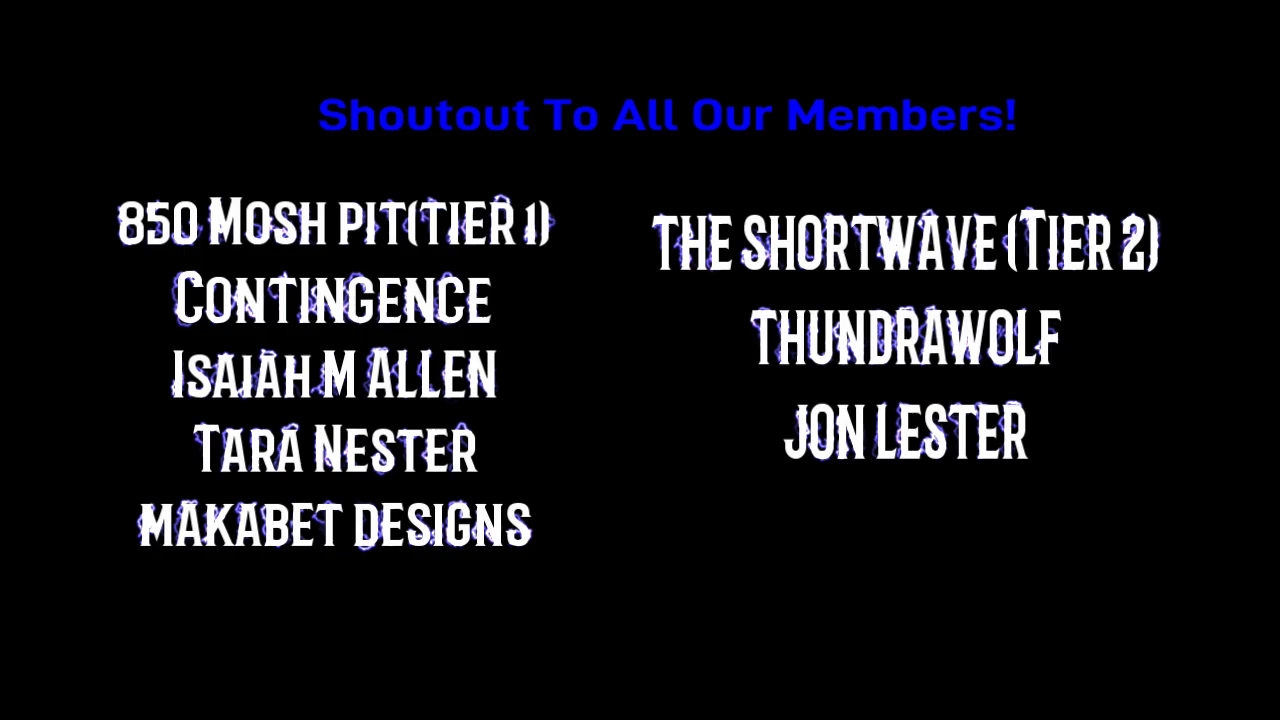 Shoutout To All Our Members!
850 Mosh pit(tier 1)
Contingence
Isaiah M Allen
Tara Nester
makabet designs
THE SHORTWAVE (Tier 2)
THUNDRAWOLF
JON LESTER